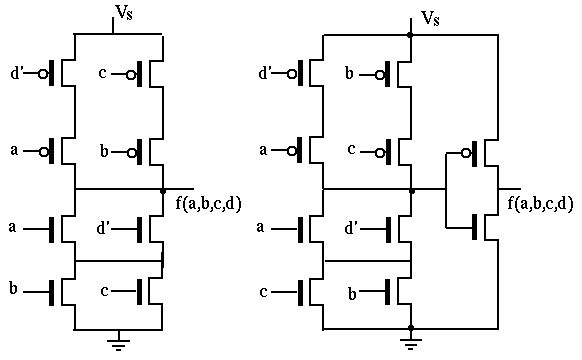 Vs Vs
d' c d' b
a b a c
f(a,b,c,d) f(a,b,c,d)
a d' a d'
b c c b